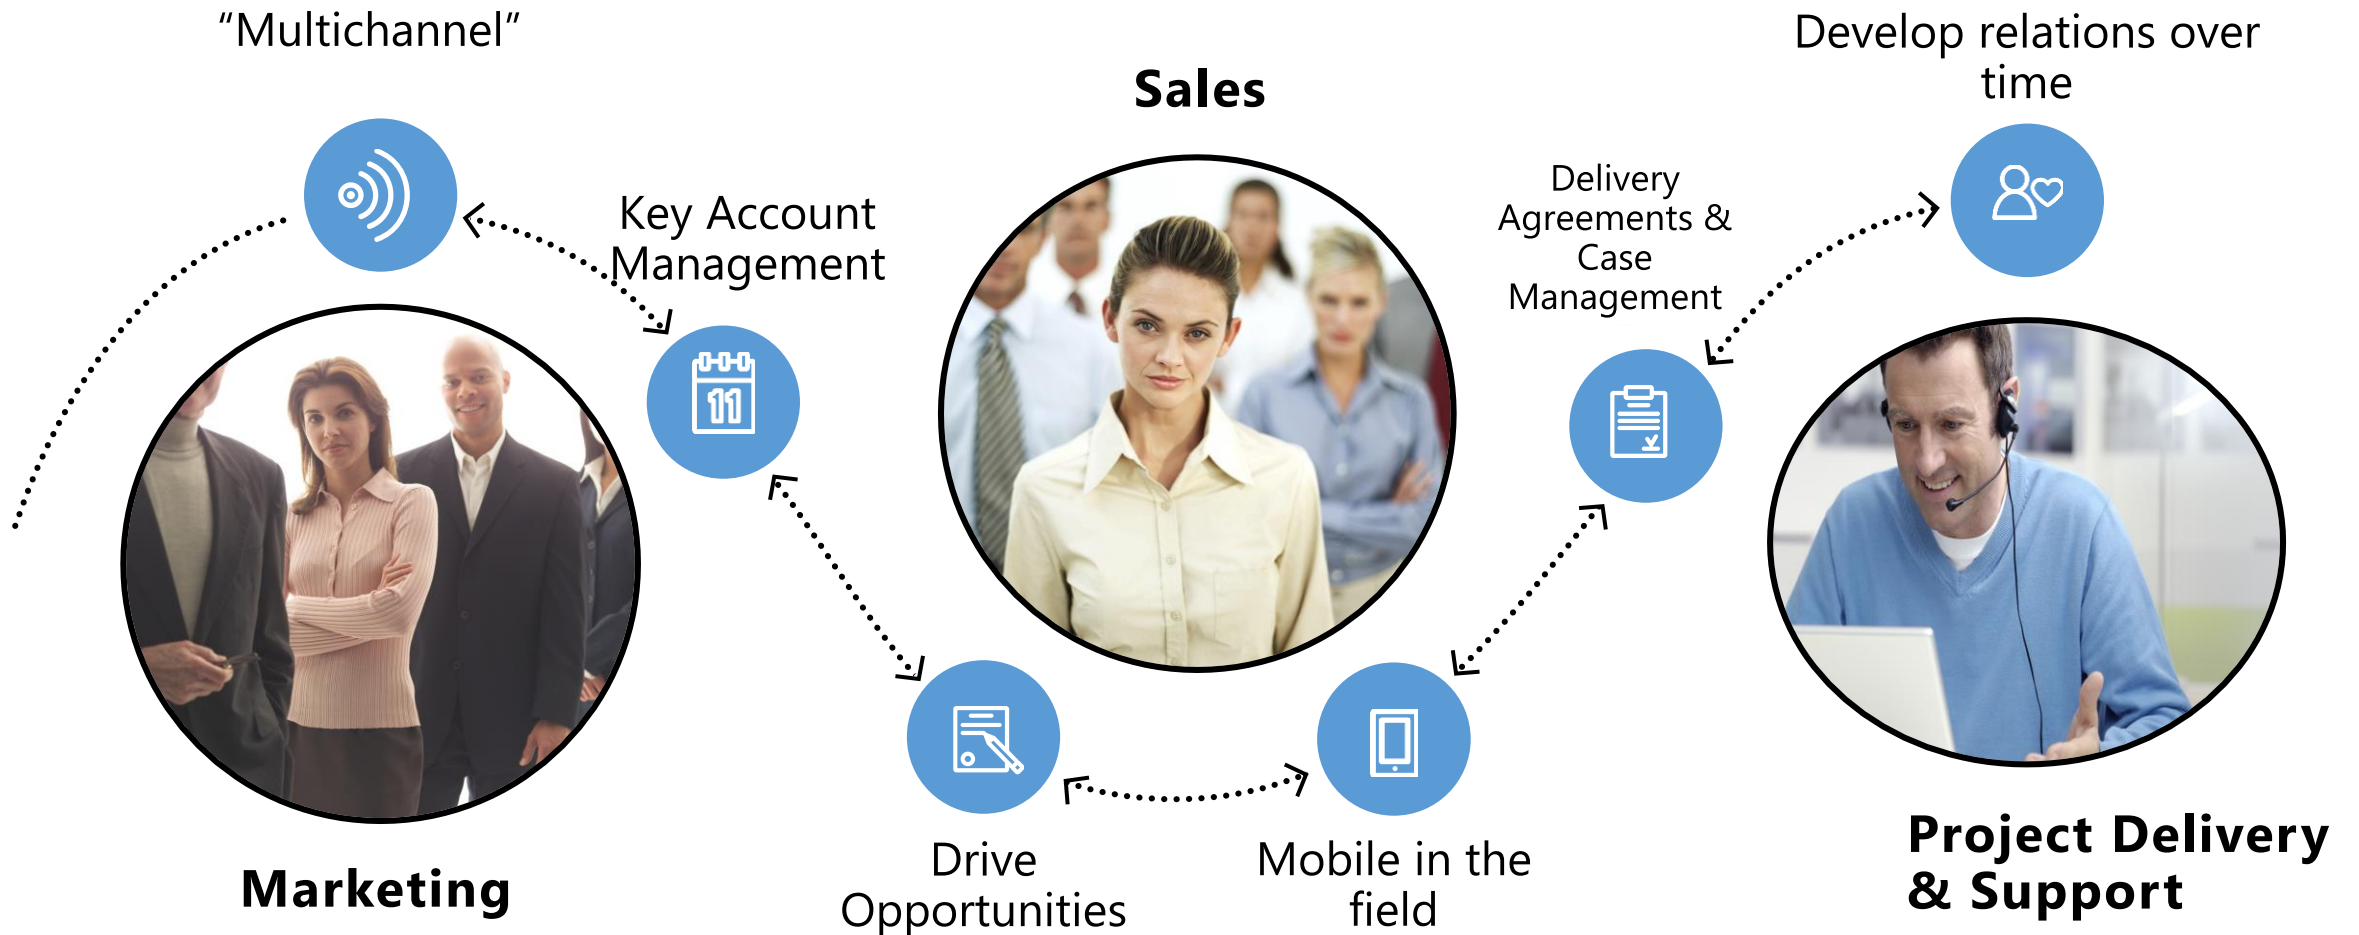 “Multichannel”
Key Account
Management
Marketing
11
Sales
Drive
Opportunities
Mobile in the
field
Delivery
Agreements &
Case
Management
Develop relations over
time
Project Delivery
& Support